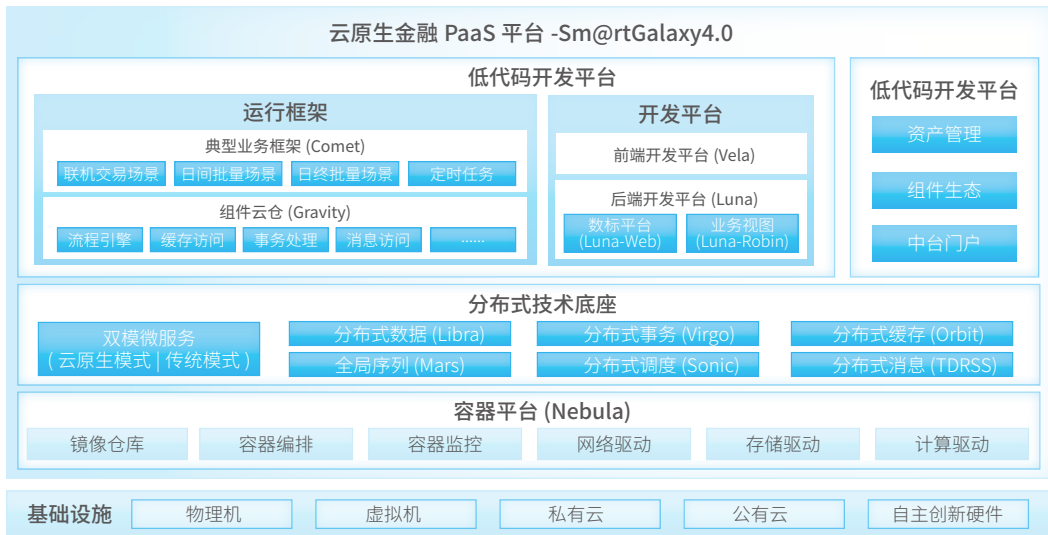 云原生金融 PaaS 平台 -Sm@rtGalaxy4.0
低代码开发平台
运行框架
典型业务框架 (Comet)
联机交易场景 日间批量场景 日终批量场景 定时任务
组件云仓 (Gravity)
流程引擎 缓存访问 事务处理 消息访问 ······
开发平台
前端开发平台 (Vela)
后端开发平台 (Luna)
数标平台
(Luna-Web)
业务视图
(Luna-Robin)
低代码开发平台
资产管理
组件生态
中台门户
分布式技术底座
双模微服务
( 云原生模式 | 传统模式 )
分布式数据 (Libra) 分布式事务 (Virgo) 分布式缓存 (Orbit)
全局序列 (Mars) 分布式调度 (Sonic) 分布式消息 (TDRSS)
容器平台 (Nebula)
镜像仓库 容器编排 容器监控 网络驱动 存储驱动 计算驱动
基础设施 物理机 虚拟机 私有云 公有云 自主创新硬件